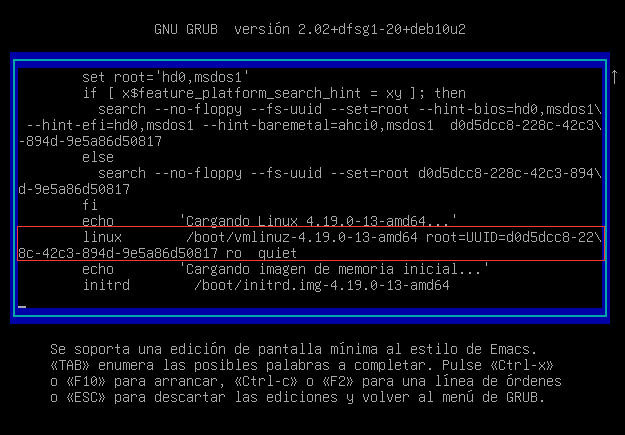 GNU GRUB  versión 2.02+dfsg1-20+deb10u2
set root='hd0,msdos1'
if [ x$feature_platform_search_hint = xy ]; then
search --no-floppy --fs-uuid --set=root --hint-bios=hd0,msdos1\
--hint-efi=hd0,msdos1 --hint-baremetal=ahci0,msdos1  d0d5dcc8-228c-42c3\
-894d-9e5a86d50817
else
search --no-floppy --fs-uuid --set=root d0d5dcc8-228c-42c3-894\
d-9e5a86d50817
fi
echo        'Cargando Linux 4.19.0-13-amd64...'
linux        /boot/vmlinuz-4.19.0-13-amd64 root=UUID=d0d5dcc8-22\
8c-42c3-894d-9e5a86d50817 ro  quiet
echo        'Cargando imagen de memoria inicial...'
initrd        /boot/initrd.img-4.19.0-13-amd64
Se soporta una edición de pantalla mínima al estilo de Emacs.
«TAB» enumera las posibles palabras a completar. Pulse «Ctrl-x»
o «F10» para arrancar, «Ctrl-c» o «F2» para una línea de órdenes
o «ESC» para descartar las ediciones y volver al menú de GRUB.